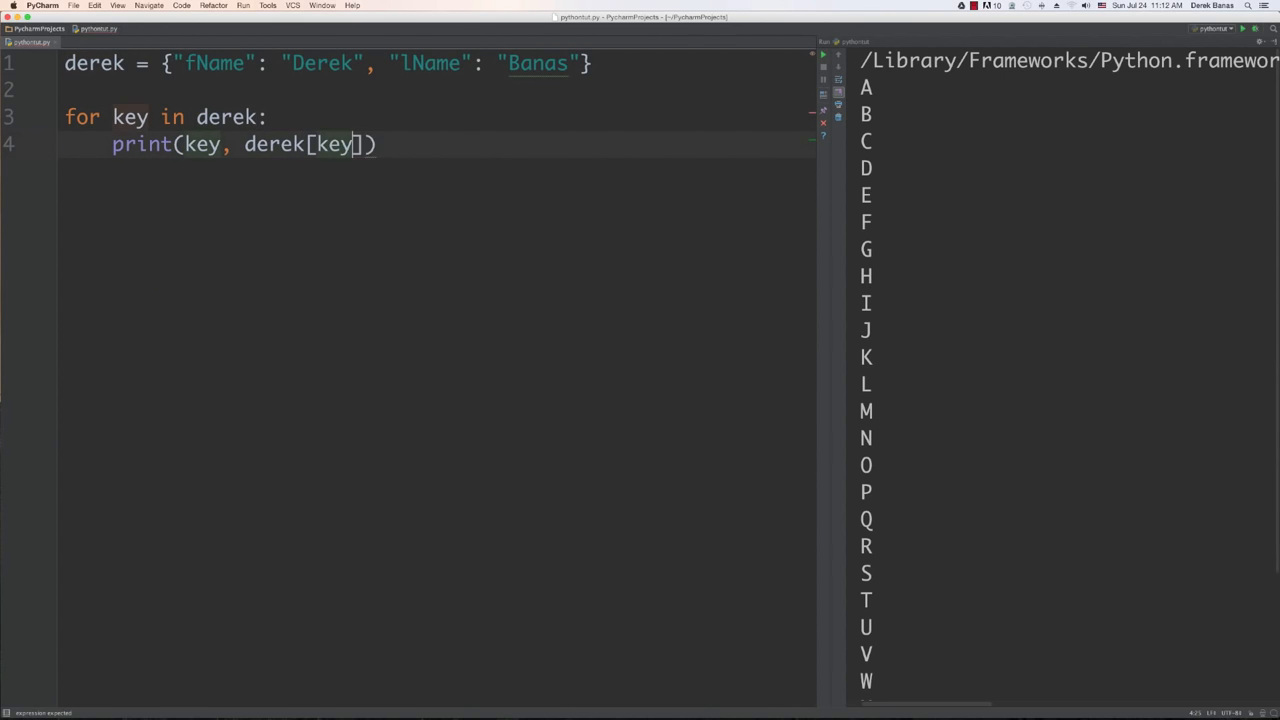 PyCharm File Edit View Navigate Code Refactor Run Tools VCS Window Help
10 Sun Jul 24 11:12 AM Derek Banas
pythontut.py - PycharmProjects - [~/PycharmProjects]
PycharmProjects pythontut.py
pythontut
pythontut.py
Run: pythontut
1 derek = {"fName": "Derek", "lName": "Banas"}
2
3 for key in derek:
4     print(key, derek[key])
/Library/Frameworks/Python.framewor
A
B
C
D
E
F
G
H
I
J
K
L
M
N
O
P
Q
R
S
T
U
V
W
expression expected
4:25 LF÷ UTF-8÷